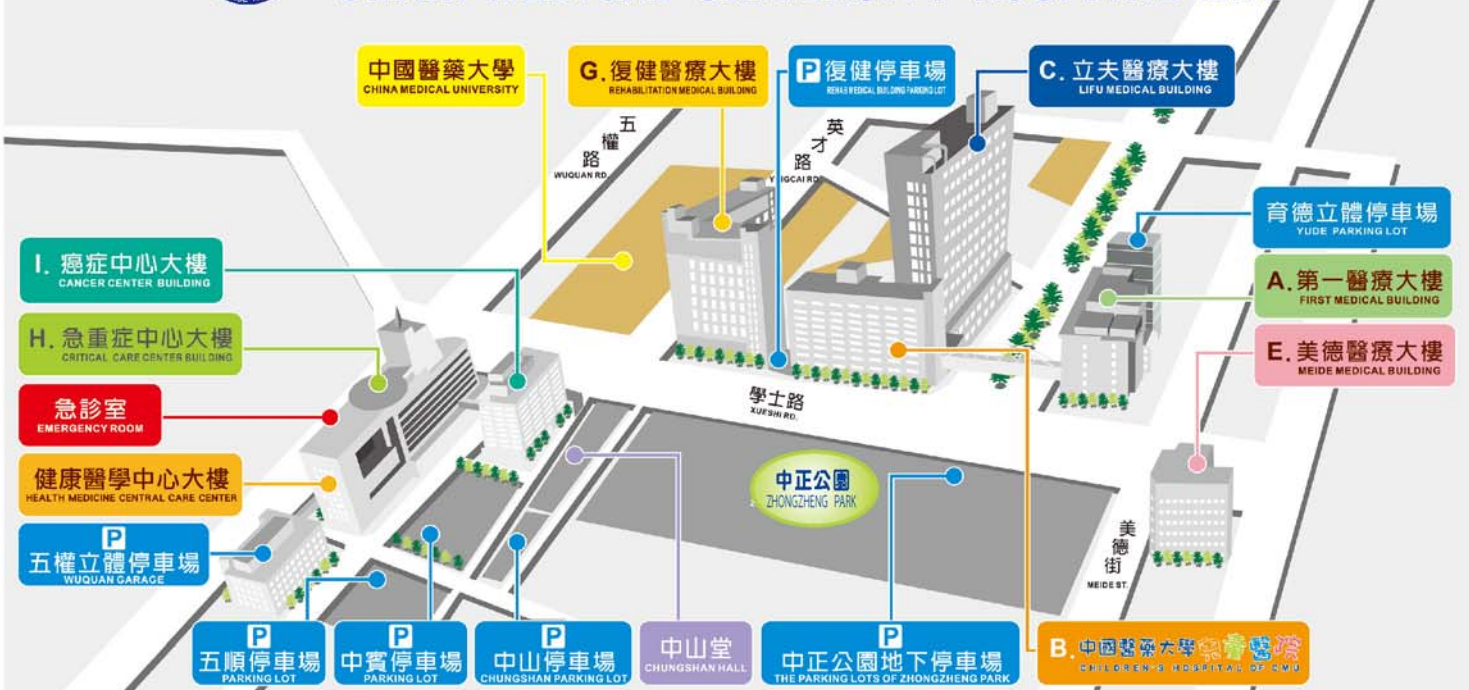 中國醫藥大學
CHINA MEDICAL UNIVERSITY
G.復健醫療大樓
REHABILITATION MEDICAL BUILDING
P 復健停車場
REHAB MEDICAL BUILDING PARKING LOT
C. 立夫醫療大樓
LIFU MEDICAL BUILDING
五權路
WUQUAN RD.
英才路
YINGCAI RD.
育德立體停車場
YUDE PARKING LOT
I. 癌症中心大樓
CANCER CENTER BUILDING
A.第一醫療大樓
FIRST MEDICAL BUILDING
H. 急重症中心大樓
CRITICAL CARE CENTER BUILDING
E. 美德醫療大樓
MEIDE MEDICAL BUILDING
急診室
EMERGENCY ROOM
學士路
XUESHI RD.
健康醫學中心大樓
HEALTH MEDICINE CENTRAL CARE CENTER
中正公園
ZHONGZHENG PARK
P
五權立體停車場
WUQUAN GARAGE
美德街
MEIDE ST.
P
五順停車場
PARKING LOT
P
中賓停車場
PARKING LOT
P
中山停車場
CHUNGSHAN PARKING LOT
中山堂
CHUNGSHAN HALL
P
中正公園地下停車場
THE PARKING LOTS OF ZHONGZHENG PARK
B.中國醫藥大學兒童醫院
CHILDREN'S HOSPITAL OF CMU